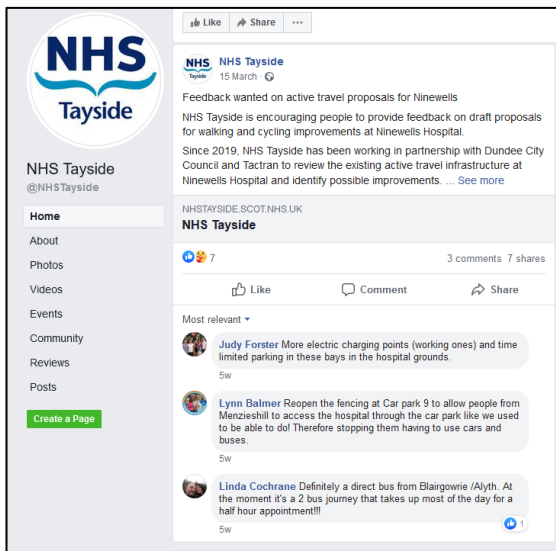 NHS
Tayside
NHS Tayside
@NHSTayside
Home
About
Photos
Videos
Events
Community
Reviews
Posts
Create a Page
Like Share ...
NHS
Tayside
NHS Tayside
15 March ·
Feedback wanted on active travel proposals for Ninewells
NHS Tayside is encouraging people to provide feedback on draft proposals
for walking and cycling improvements at Ninewells Hospital.
Since 2019, NHS Tayside has been working in partnership with Dundee City
Council and Tactran to review the existing active travel infrastructure at
Ninewells Hospital and identify possible improvements. ... See more
NHSTAYSIDE.SCOT.NHS.UK
NHS Tayside
7
3 comments 7 shares
Like Comment Share
Most relevant
Judy Forster More electric charging points (working ones) and time
limited parking in these bays in the hospital grounds.
5w
Lynn Balmer Reopen the fencing at Car park 9 to allow people from
Menzieshill to access the hospital through the car park like we used
to be able to do! Therefore stopping them having to use cars and
buses.
5w
Linda Cochrane Definitely a direct bus from Blairgowrie /Alyth. At
the moment it's a 2 bus journey that takes up most of the day for a
half hour appointment!!!
1
5w